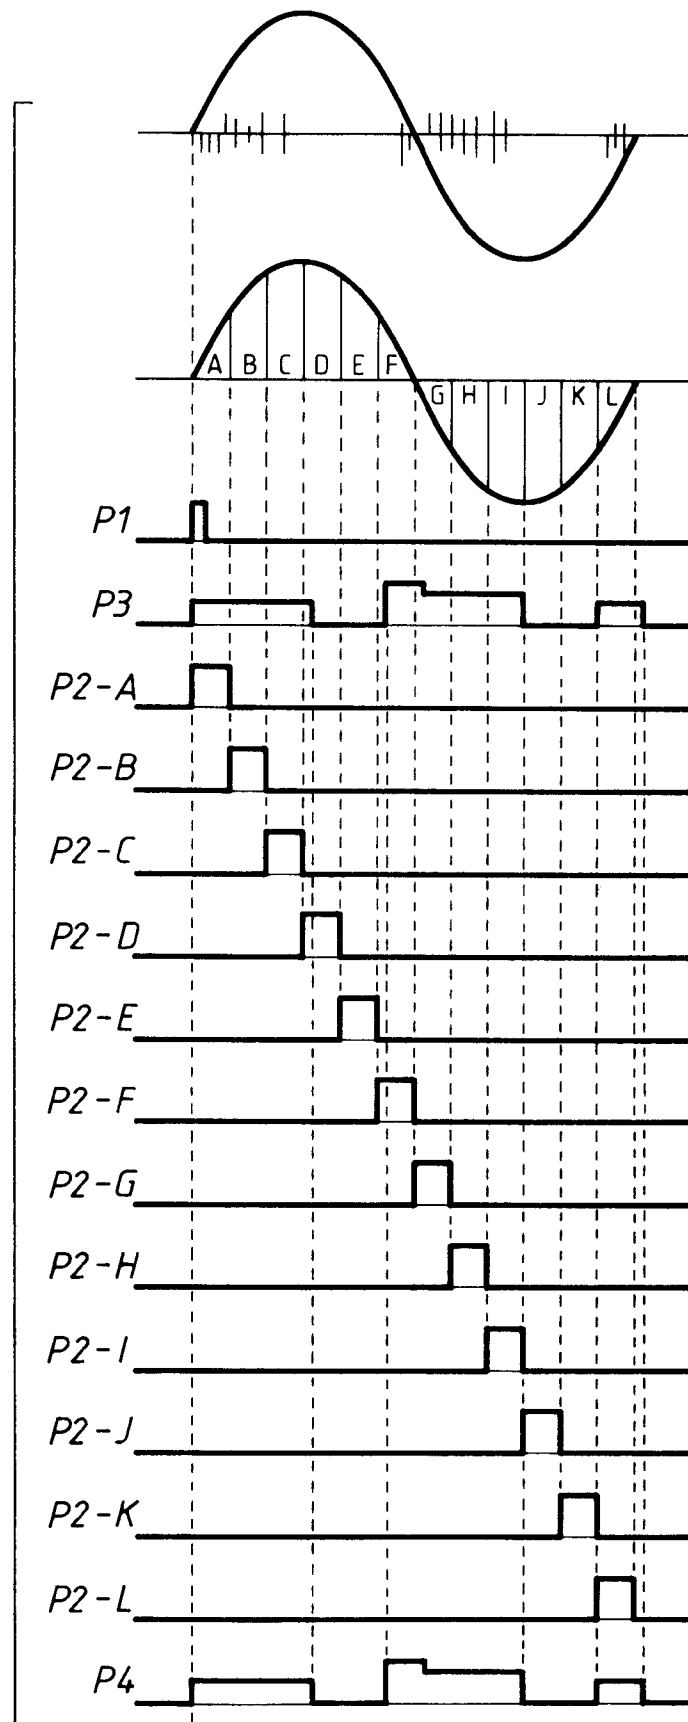 A B C D E F
G H I J K L
P1
P3
P2-A
P2-B
P2-C
P2-D
P2-E
P2-F
P2-G
P2-H
P2-I
P2-J
P2-K
P2-L
P4